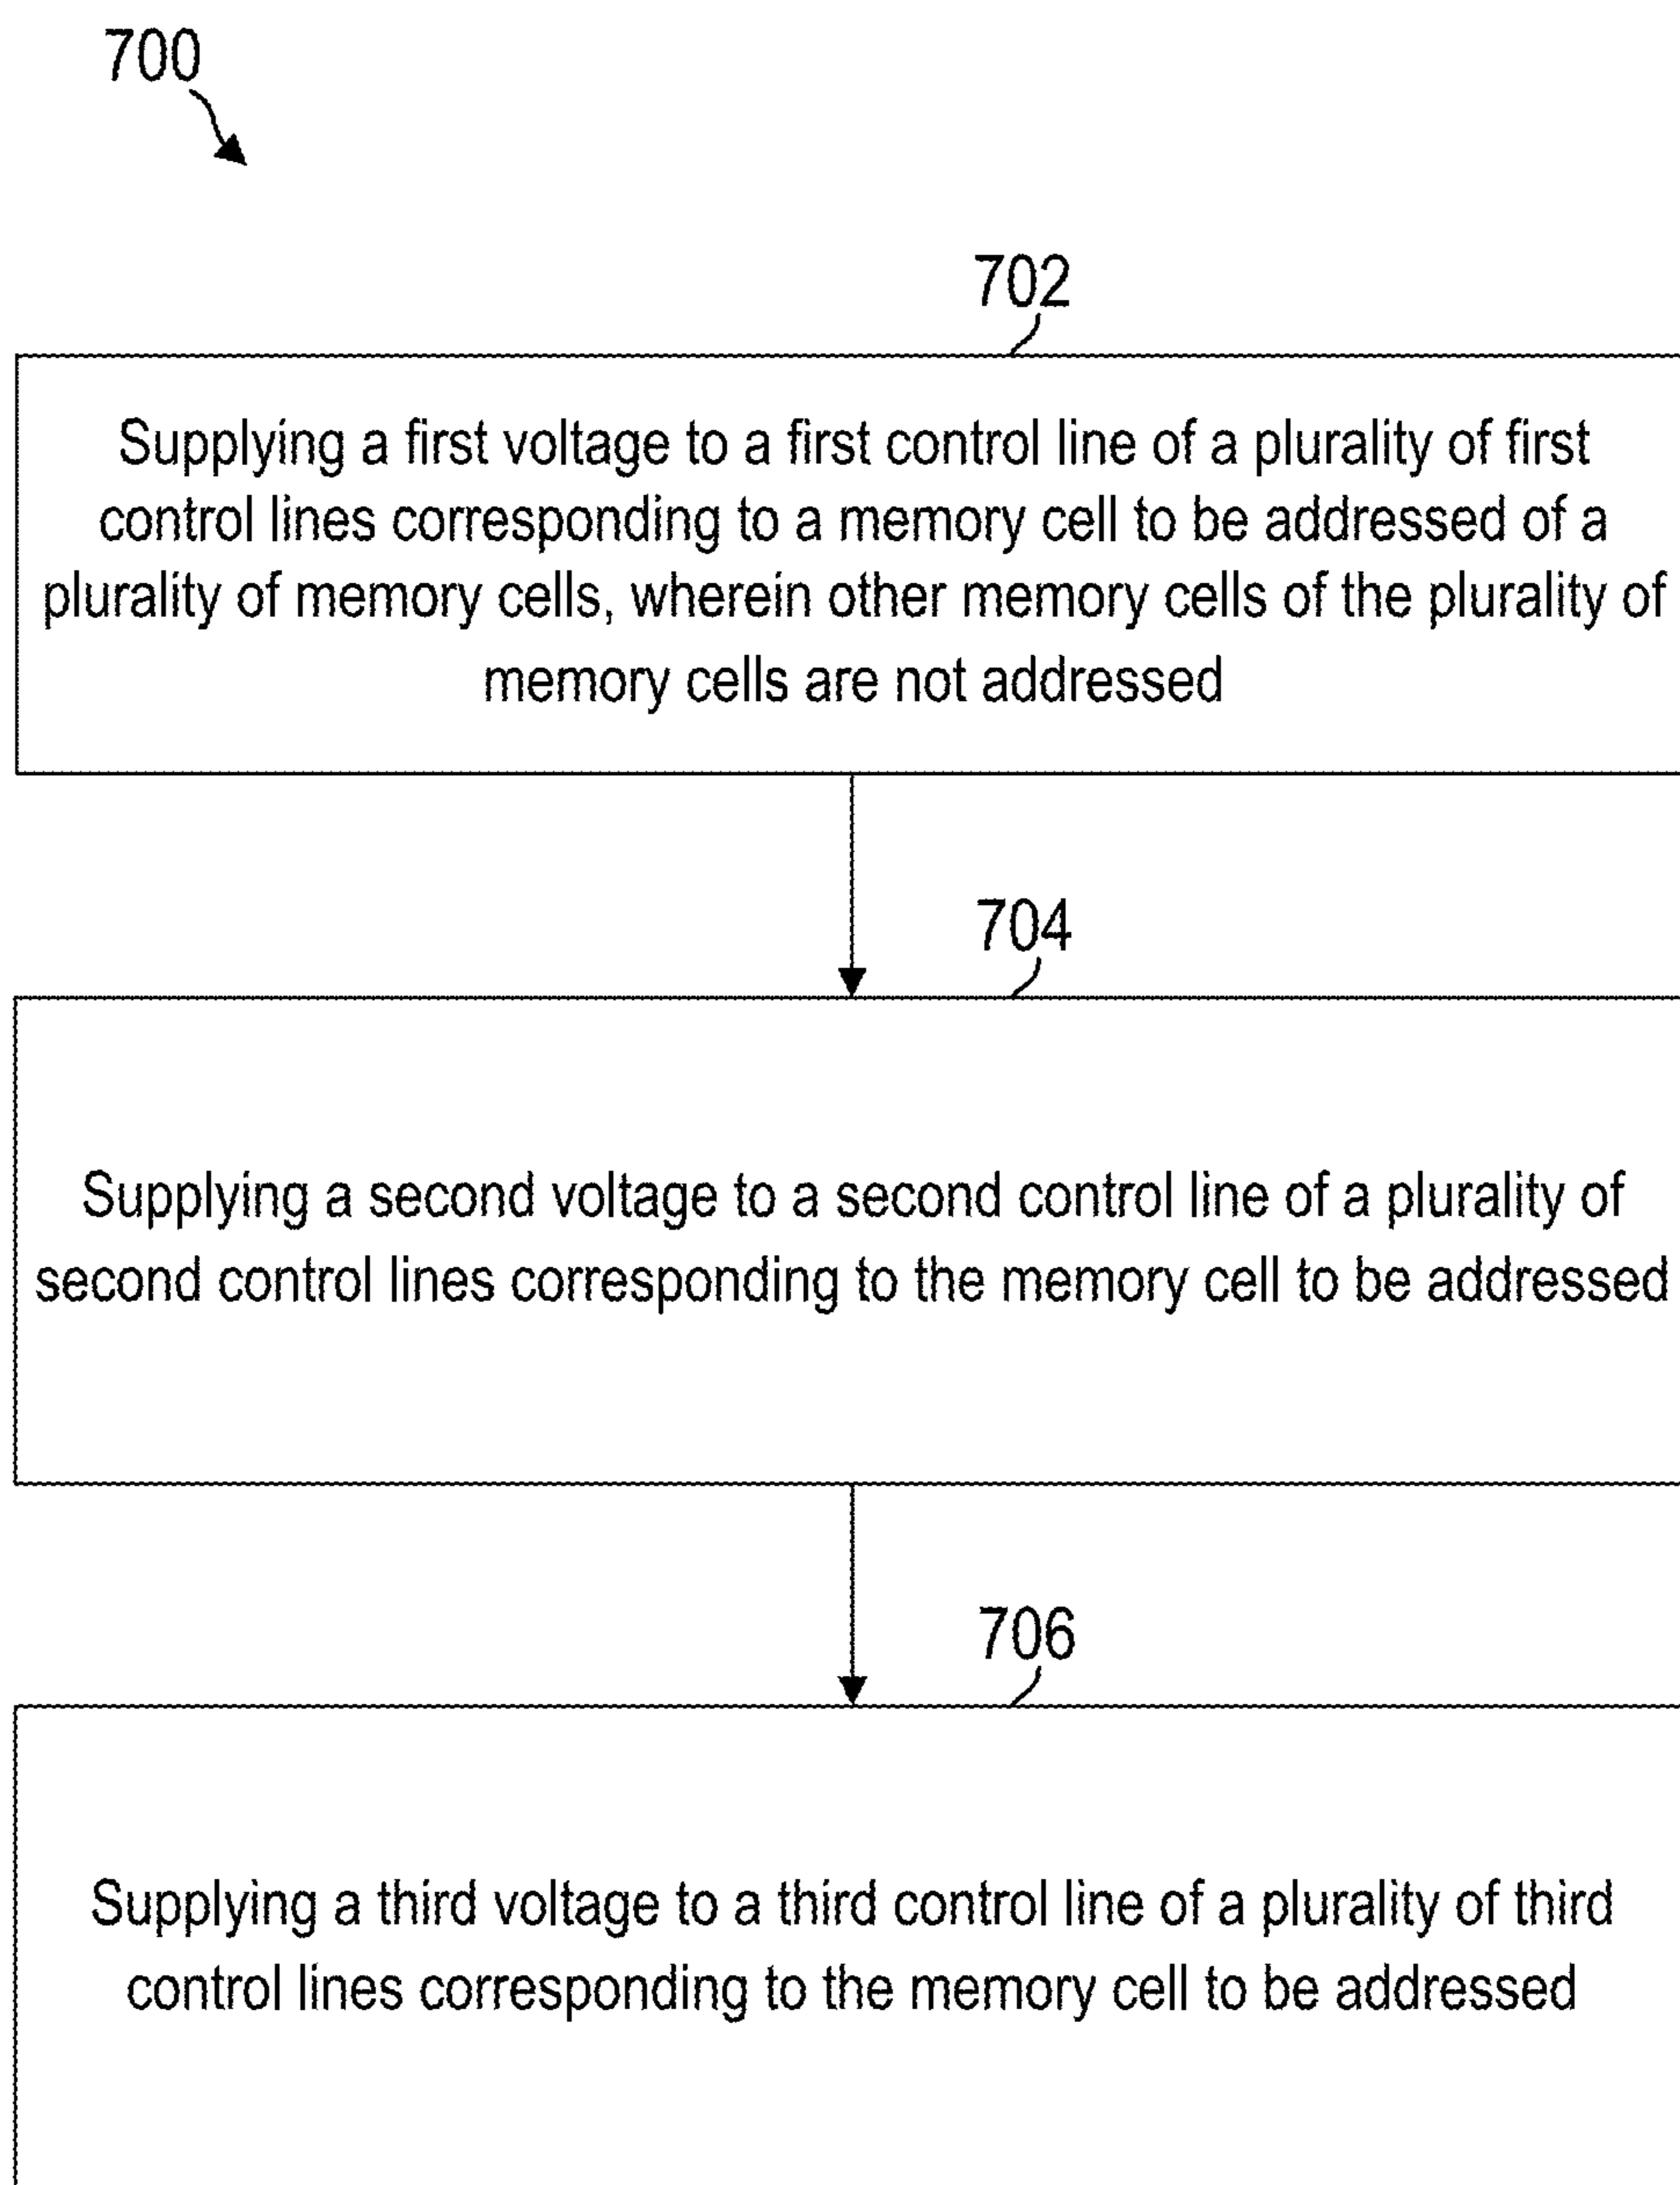 700
702
Supplying a first voltage to a first control line of a plurality of first
control lines corresponding to a memory cell to be addressed of a
plurality of memory cells, wherein other memory cells of the plurality of
memory cells are not addressed
704
Supplying a second voltage to a second control line of a plurality of
second control lines corresponding to the memory cell to be addressed
706
Supplying a third voltage to a third control line of a plurality of third
control lines corresponding to the memory cell to be addressed